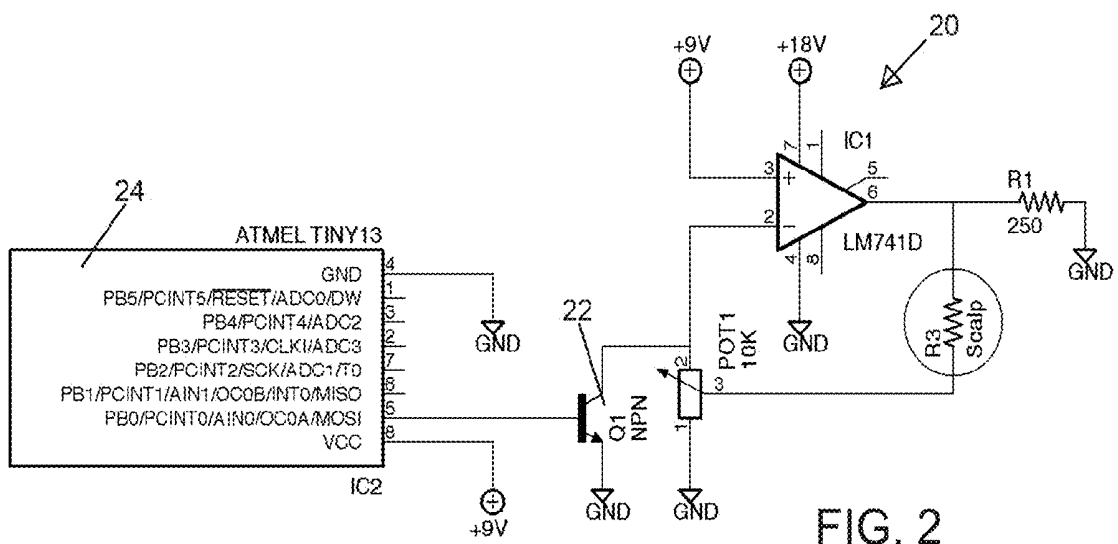 20
+9V
+18V
7
1
IC1
3
+
5
6
2
−
LM741D
4
8
R1
250
GND
GND
24
ATMEL TINY13
GND 4
PB5/PCINT5/RESET/ADC0/DW 1
PB4/PCINT4/ADC2 3
PB3/PCINT3/CLKI/ADC3 2
PB2/PCINT2/SCK/ADC1/T0 7
PB1/PCINT1/AIN1/OC0B/INT0/MISO 6
PB0/PCINT0/AIN0/OC0A/MOSI 5
VCC 8
IC2
GND
+9V
22
Q1
NPN
GND
POT1
10K
2
3
1
GND
R3
Scalp
FIG. 2